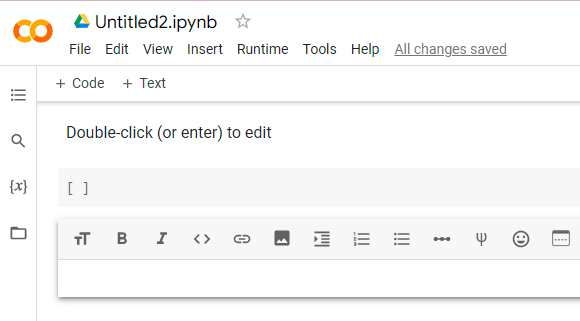 Untitled2.ipynb
File Edit View Insert Runtime Tools Help All changes saved
+ Code + Text
Double-click (or enter) to edit
{x}
[ ]
B I <> Ψ